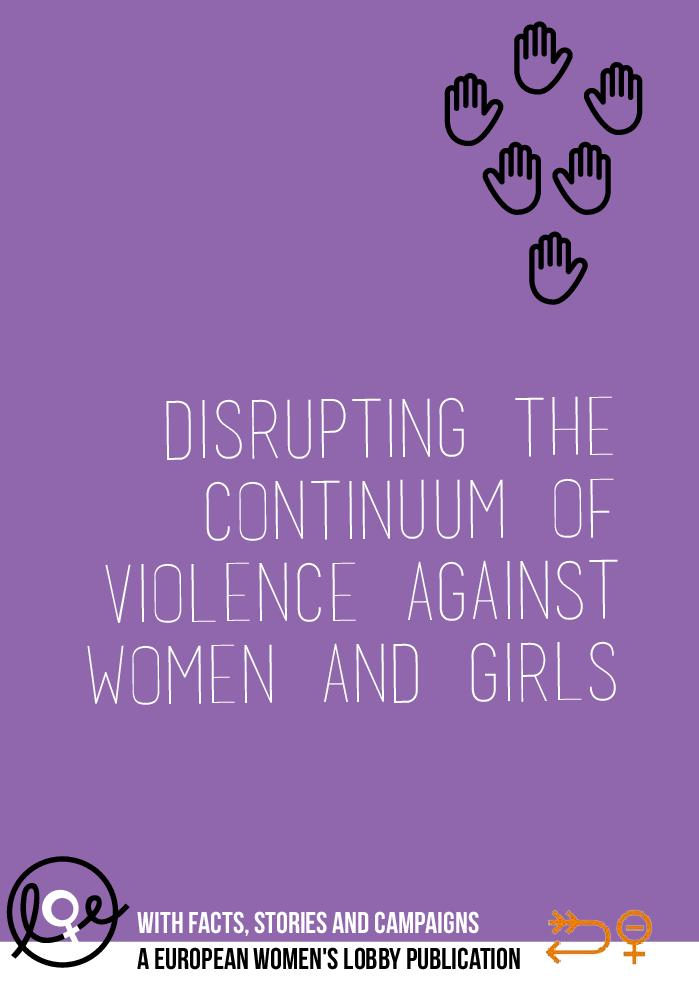 DISRUPTING THE
CONTINUUM OF
VIOLENCE AGAINST
WOMEN AND GIRLS
WITH FACTS, STORIES AND CAMPAIGNS
A EUROPEAN WOMEN'S LOBBY PUBLICATION